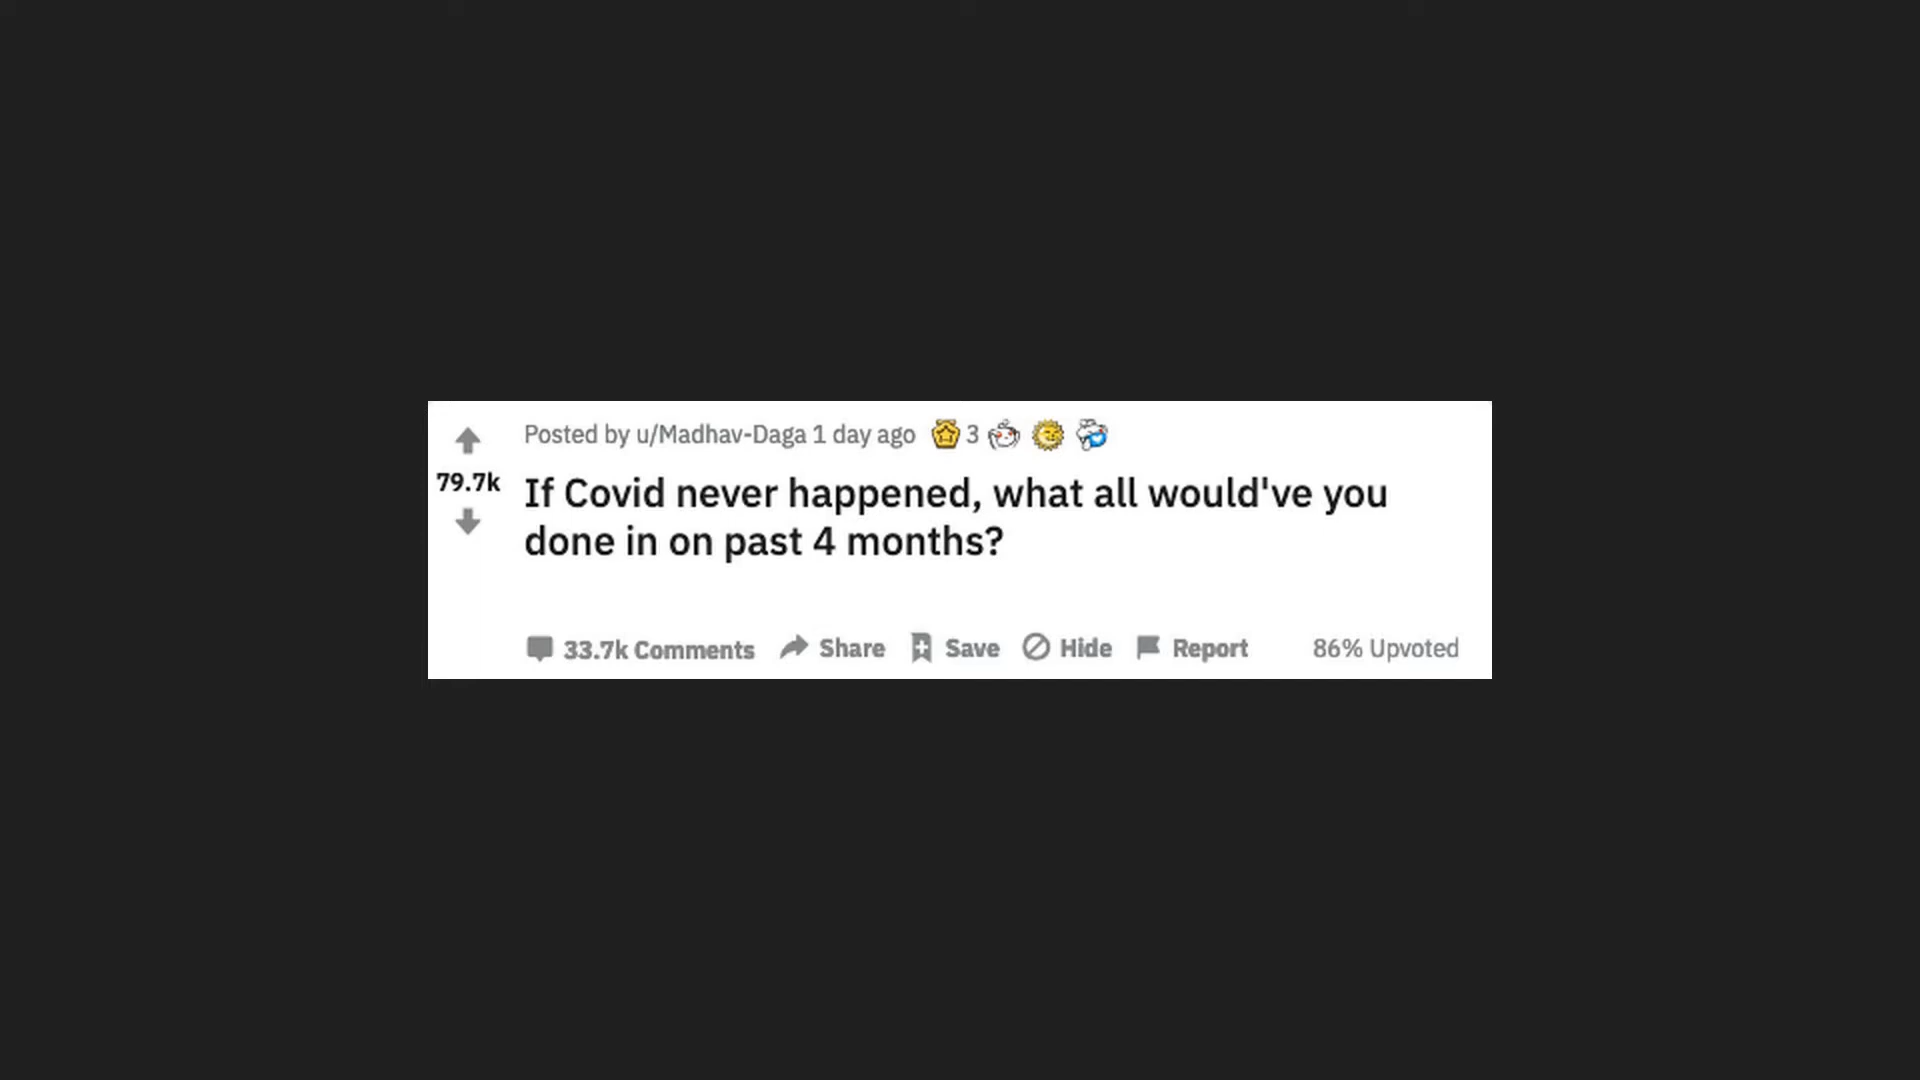 Posted by u/Madhav-Daga 1 day ago 3
79.7k
If Covid never happened, what all would've you
done in on past 4 months?
33.7k Comments Share Save Hide Report 86% Upvoted